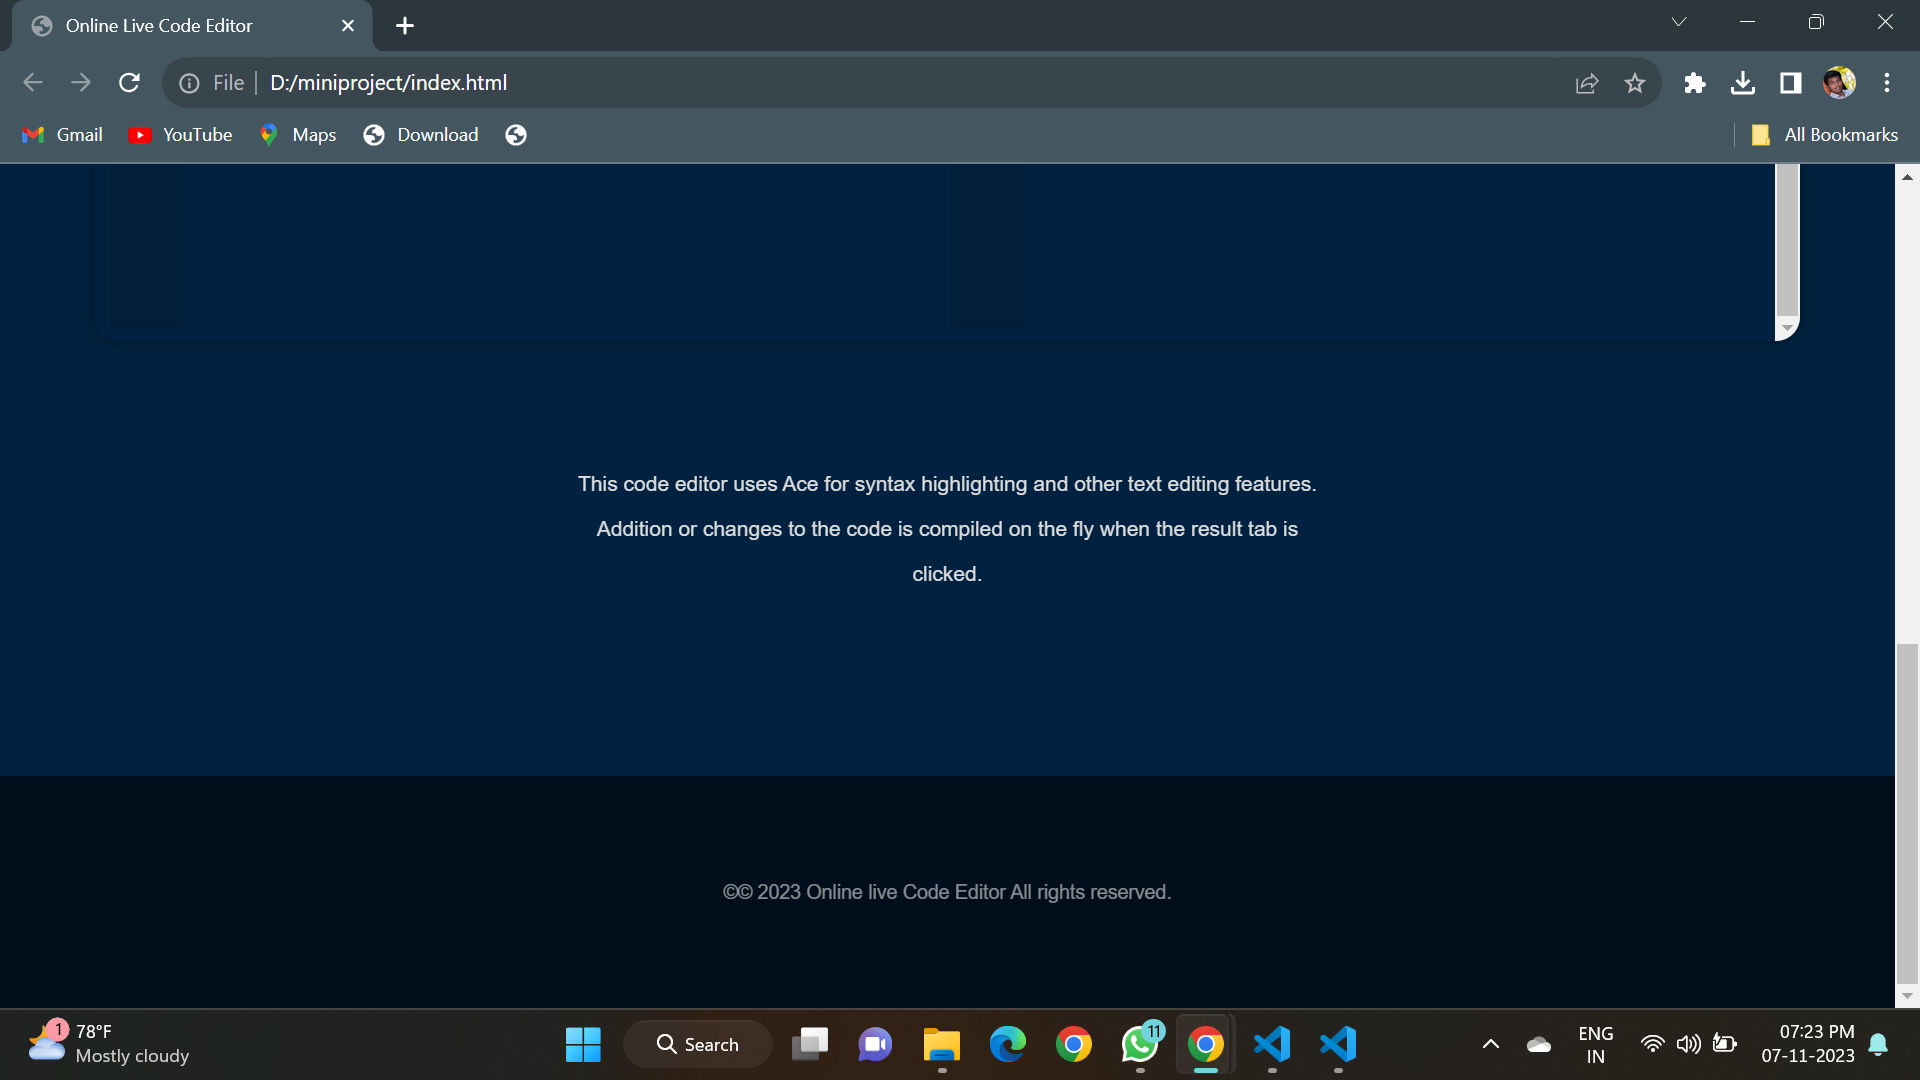 Online Live Code Editor
File
D:/miniproject/index.html
Gmail
YouTube
Maps
Download
All Bookmarks
This code editor uses Ace for syntax highlighting and other text editing features.
Addition or changes to the code is compiled on the fly when the result tab is
clicked.
©© 2023 Online live Code Editor All rights reserved.
1
78°F
Mostly cloudy
Search
11
ENG
IN
07:23 PM
07-11-2023